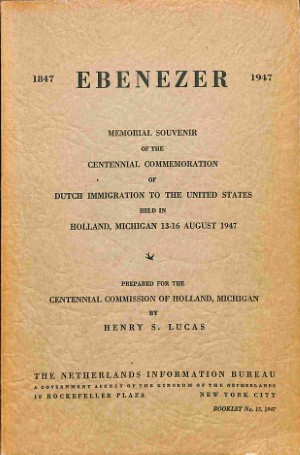 1847 EBENEZER 1947
MEMORIAL SOUVENIR
OF THE
CENTENNIAL COMMEMORATION
OF
DUTCH IMMIGRATION TO THE UNITED STATES
HELD IN
HOLLAND, MICHIGAN 13-16 AUGUST 1947
PREPARED FOR THE
CENTENNIAL COMMISSION OF HOLLAND, MICHIGAN
BY
HENRY S. LUCAS
THE NETHERLANDS INFORMATION BUREAU
A GOVERNMENT AGENCY OF THE KINGDOM OF THE NETHERLANDS
10 ROCKEFELLER PLAZA NEW YORK CITY
BOOKLET No. 15, 1947